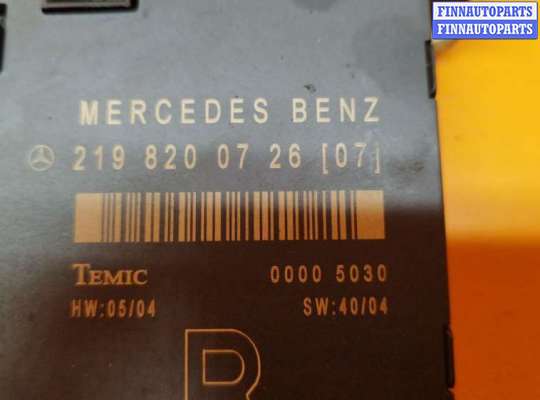 FINNAUTOPARTS
FINNAUTOPARTS
MERCEDES BENZ
219 820 07 26 [07]
TEMIC 0000 5030
HW:05/04 SW:40/04
R